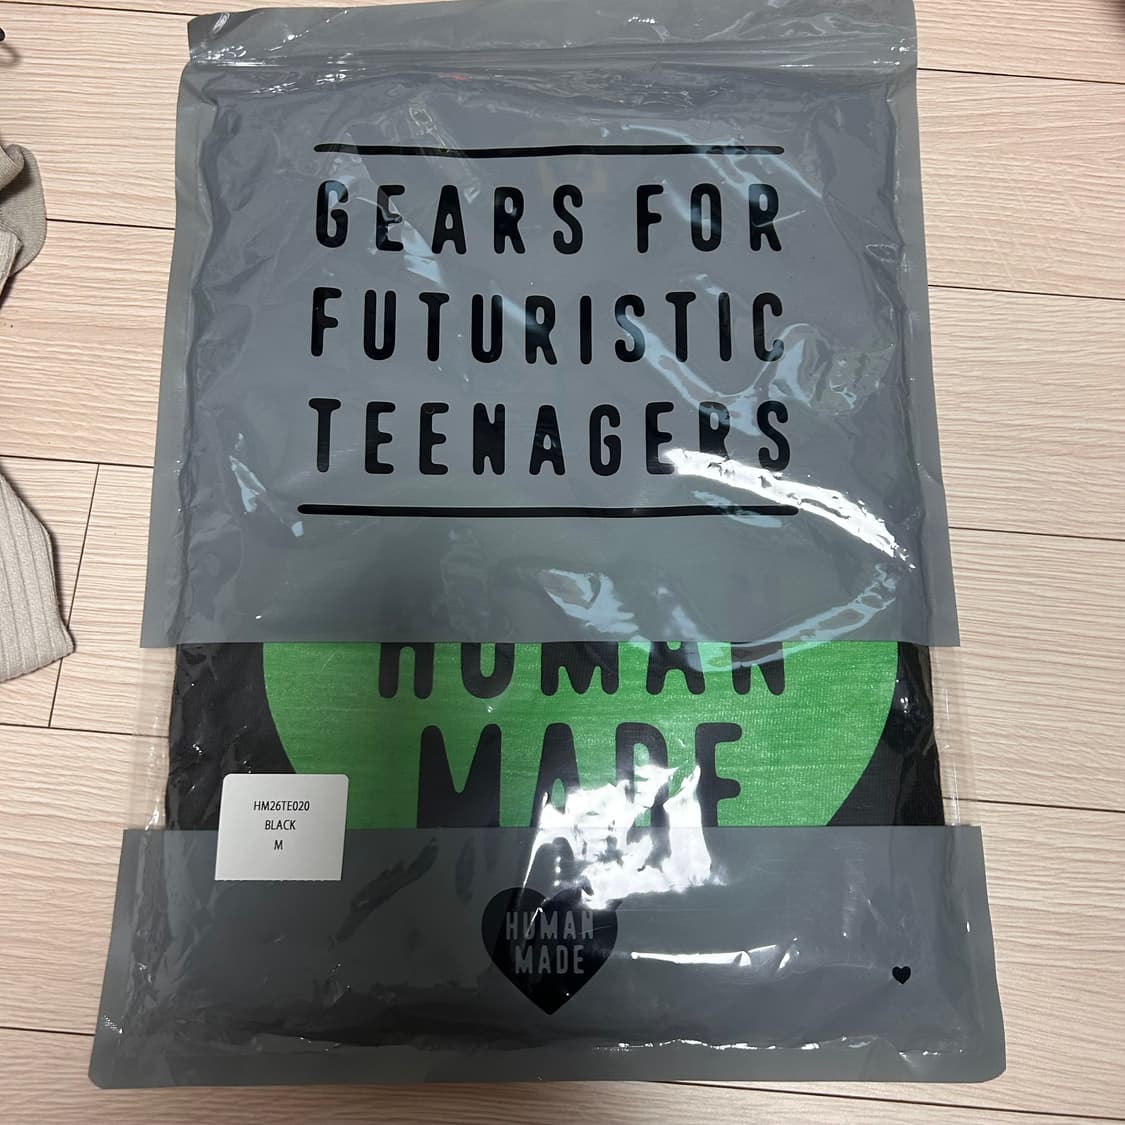 GEARS FOR
FUTURISTIC
TEENAGERS
HUMAN
MADE
HM26TE020
BLACK
M
HUMAN
MADE